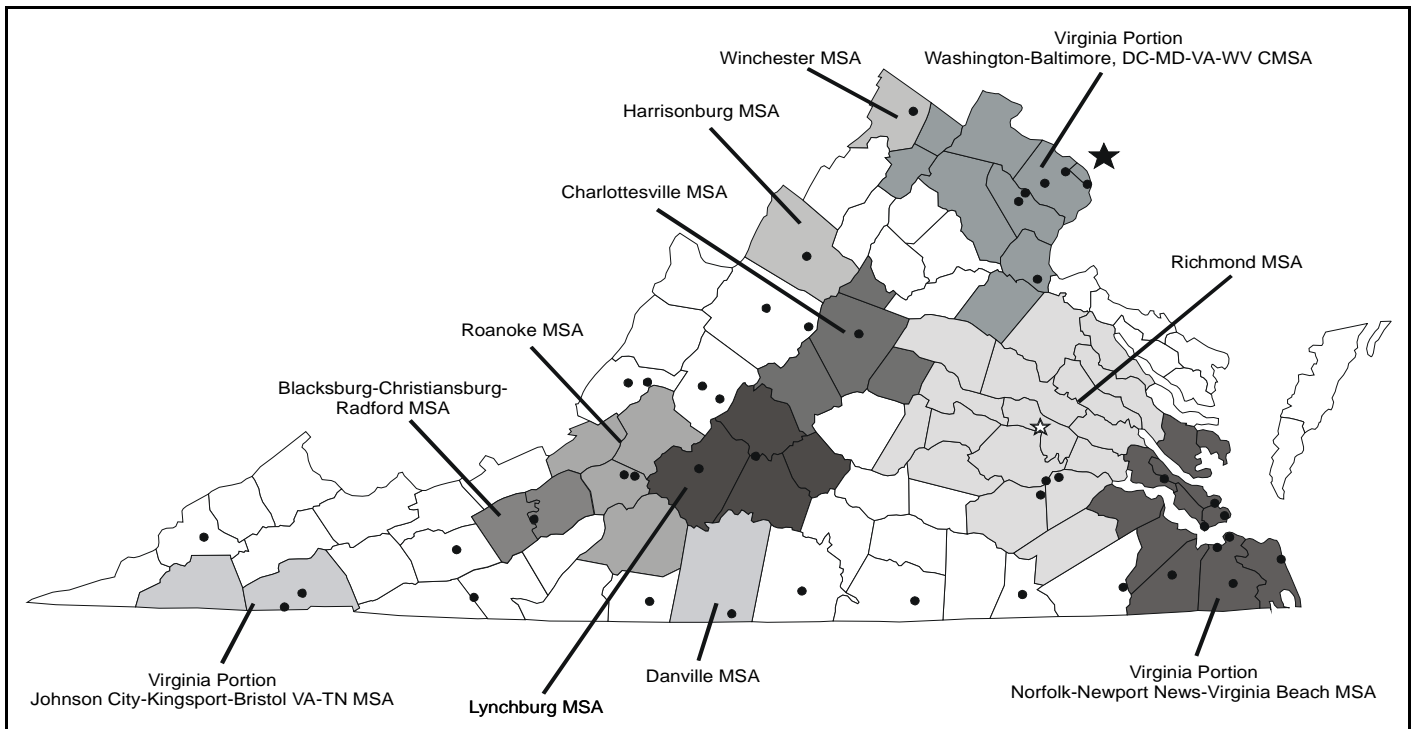 Virginia Portion
Washington-Baltimore, DC-MD-VA-WV CMSA
Winchester MSA
Harrisonburg MSA
Charlottesville MSA
Richmond MSA
Roanoke MSA
Blacksburg-Christiansburg-
Radford MSA
Virginia Portion
Johnson City-Kingsport-Bristol VA-TN MSA
Lynchburg MSA
Danville MSA
Virginia Portion
Norfolk-Newport News-Virginia Beach MSA